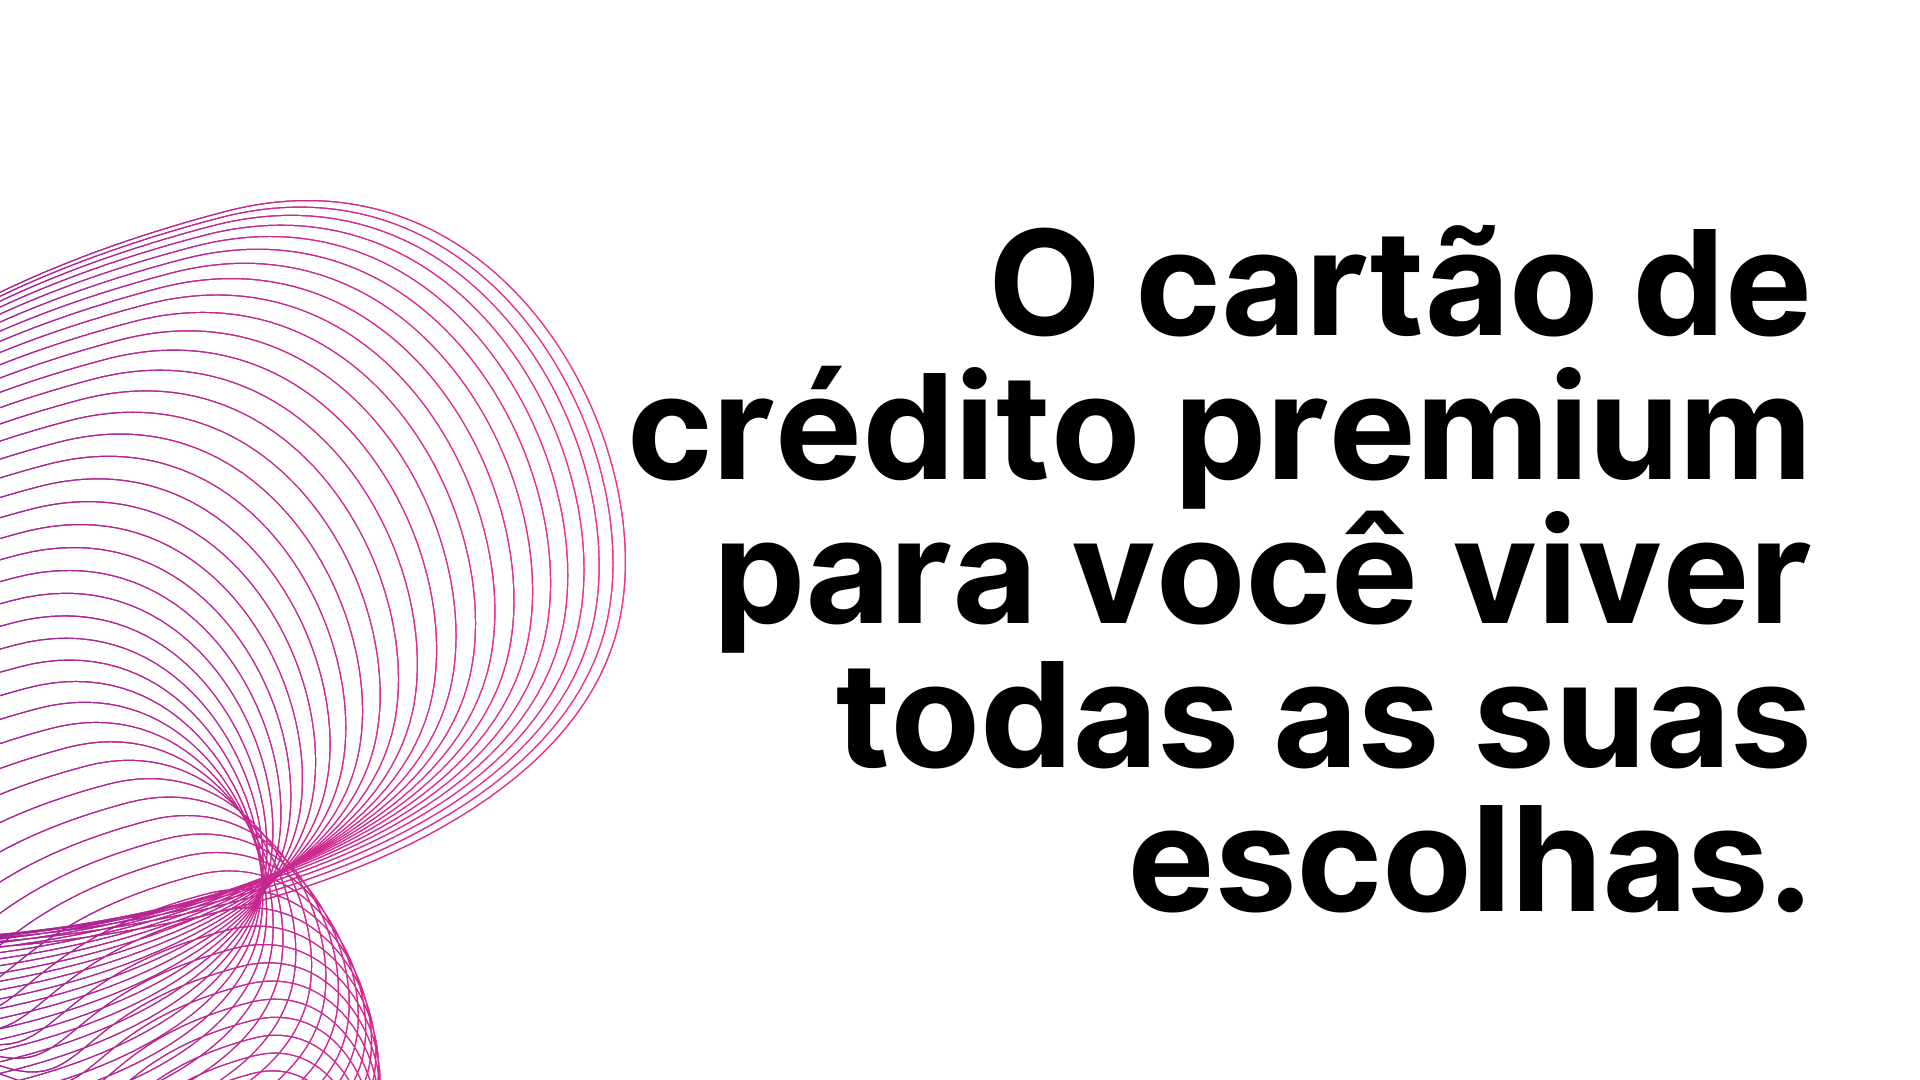 O cartão de
crédito premium
para você viver
todas as suas
escolhas.